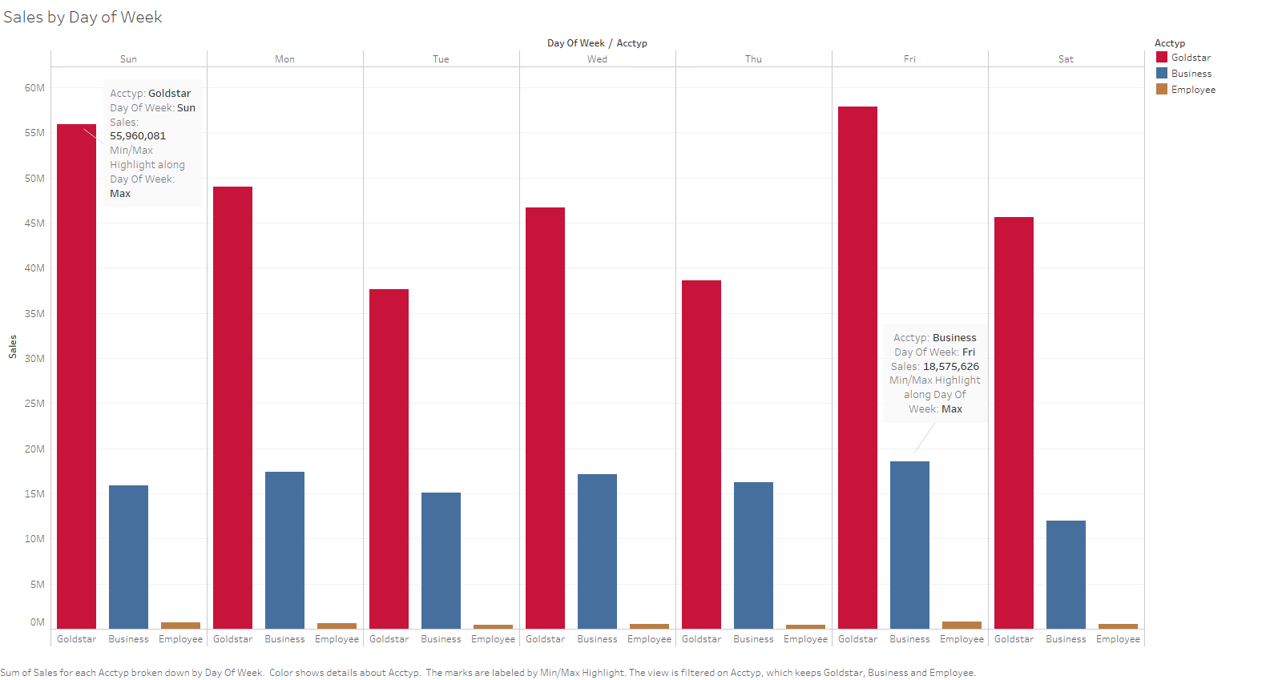 Sales by Day of Week
Day Of Week / Acctyp
Acctyp
Goldstar
Business
Employee
Sun Mon Tue Wed Thu Fri Sat
60M
55M
50M
45M
40M
35M
30M
25M
20M
15M
10M
5M
0M
Sales
Acctyp: Goldstar
Day Of Week: Sun
Sales:
55,960,081
Min/Max
Highlight along
Day Of Week:
Max
Acctyp: Business
Day Of Week: Fri
Sales: 18,575,626
Min/Max Highlight
along Day Of
Week: Max
Goldstar Business Employee Goldstar Business Employee Goldstar Business Employee Goldstar Business Employee Goldstar Business Employee Goldstar Business Employee Goldstar Business Employee
Sum of Sales for each Acctyp broken down by Day Of Week. Color shows details about Acctyp. The marks are labeled by Min/Max Highlight. The view is filtered on Acctyp, which keeps Goldstar, Business and Employee.